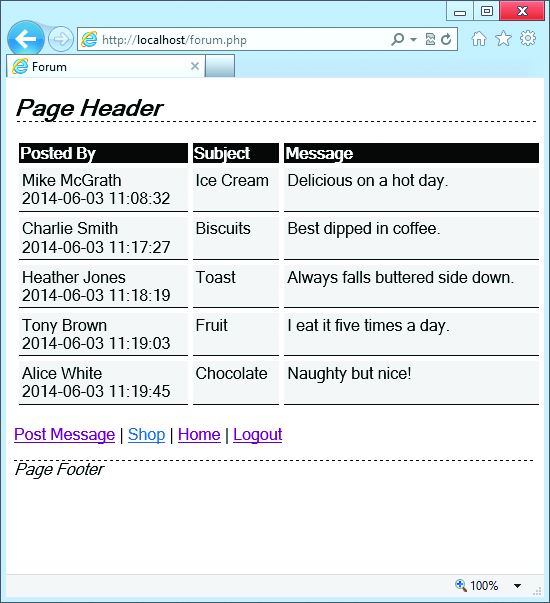 http://localhost/forum.php
Forum
Page Header
Posted By Subject Message
Mike McGrath Ice Cream Delicious on a hot day.
2014-06-03 11:08:32
Charlie Smith Biscuits Best dipped in coffee.
2014-06-03 11:17:27
Heather Jones Toast Always falls buttered side down.
2014-06-03 11:18:19
Tony Brown Fruit I eat it five times a day.
2014-06-03 11:19:03
Alice White Chocolate Naughty but nice!
2014-06-03 11:19:45
Post Message | Shop | Home | Logout
Page Footer
100%